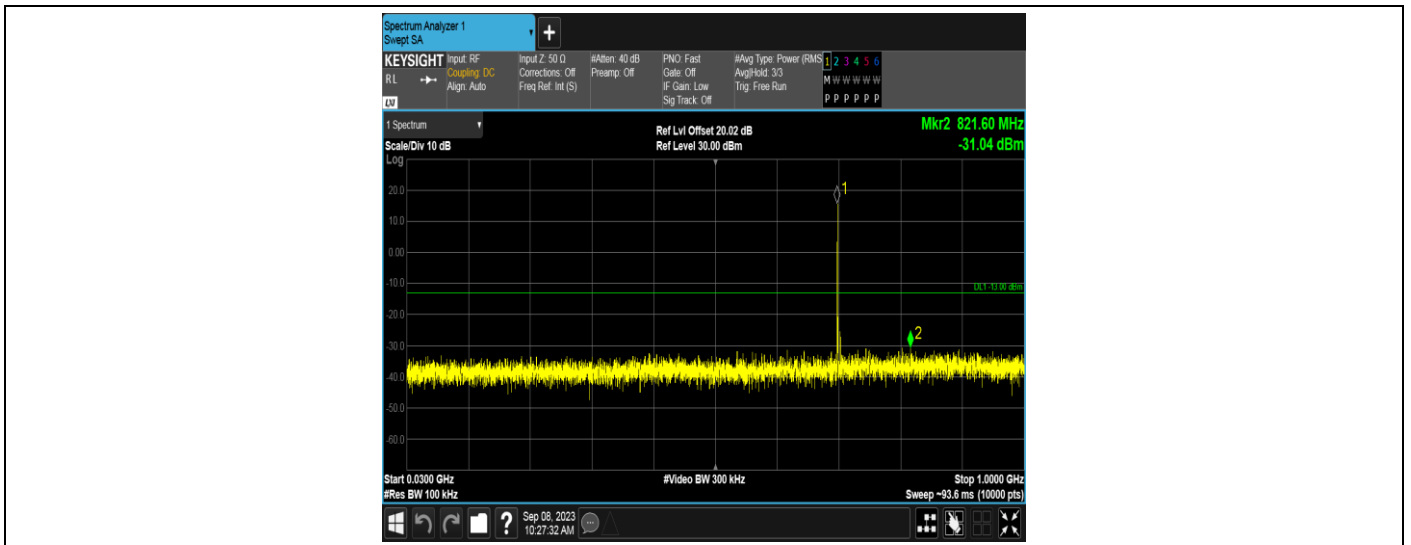 Spectrum Analyzer 1
Swept SA
+
KEYSIGHT
RL
LXI
Input: RF
Coupling: DC
Align: Auto
Input Z: 50 Ω
Corrections: Off
Freq Ref: Int (S)
#Atten: 40 dB
Preamp: Off
PNO: Fast
Gate: Off
IF Gain: Low
Sig Track: Off
#Avg Type: Power (RMS
Avg|Hold: 3/3
Trig: Free Run
1 2 3 4 5 6
M W W W W W
P P P P P P
1 Spectrum
Scale/Div 10 dB
Log
Ref Lvl Offset 20.02 dB
Ref Level 30.00 dBm
Mkr2 821.60 MHz
-31.04 dBm
20.0
10.0
0.00
-10.0
-20.0
-30.0
-40.0
-50.0
-60.0
1
DL1 -13.00 dBm
2
Start 0.0300 GHz
#Res BW 100 kHz
#Video BW 300 kHz
Stop 1.0000 GHz
Sweep ~93.6 ms (10000 pts)
?
Sep 08, 2023
10:27:32 AM